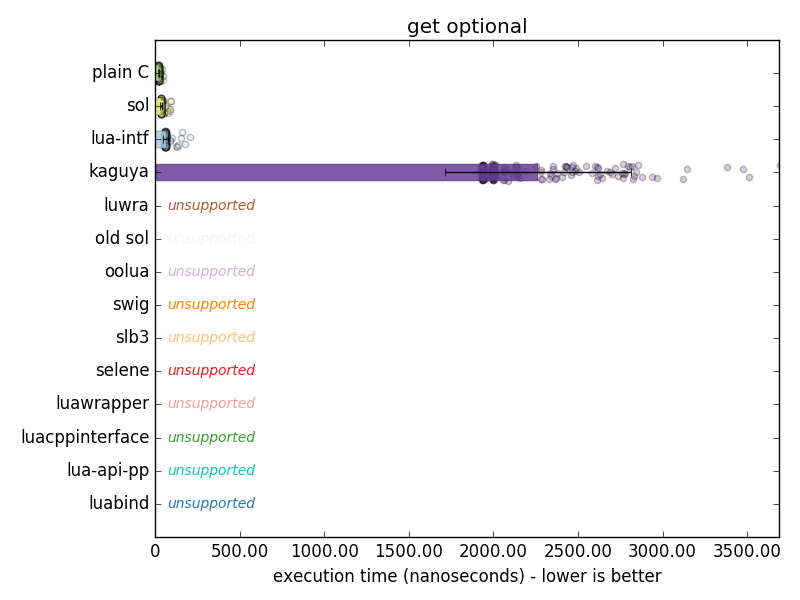 get optional
plain C
sol
lua-intf
kaguya
luwra unsupported
old sol unsupported
oolua unsupported
swig unsupported
slb3 unsupported
selene unsupported
luawrapper unsupported
luacppinterface unsupported
lua-api-pp unsupported
luabind unsupported
0 500.00 1000.00 1500.00 2000.00 2500.00 3000.00 3500.00
execution time (nanoseconds) - lower is better